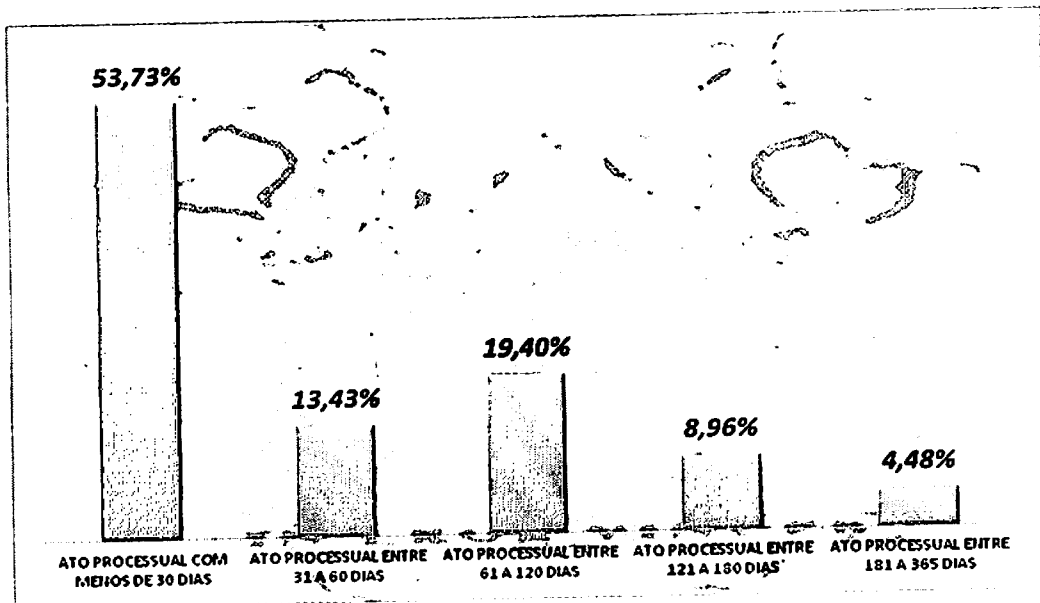 53,73%
13,43%
19,40%
8,96%
4,48%
ATO PROCESSUAL COM
MENOS DE 30 DIAS
ATO PROCESSUAL ENTRE
31 A 60 DIAS
ATO PROCESSUAL ENTRE
61 A 120 DIAS
ATO PROCESSUAL ENTRE
121 A 180 DIAS
ATO PROCESSUAL ENTRE
181 A 365 DIAS